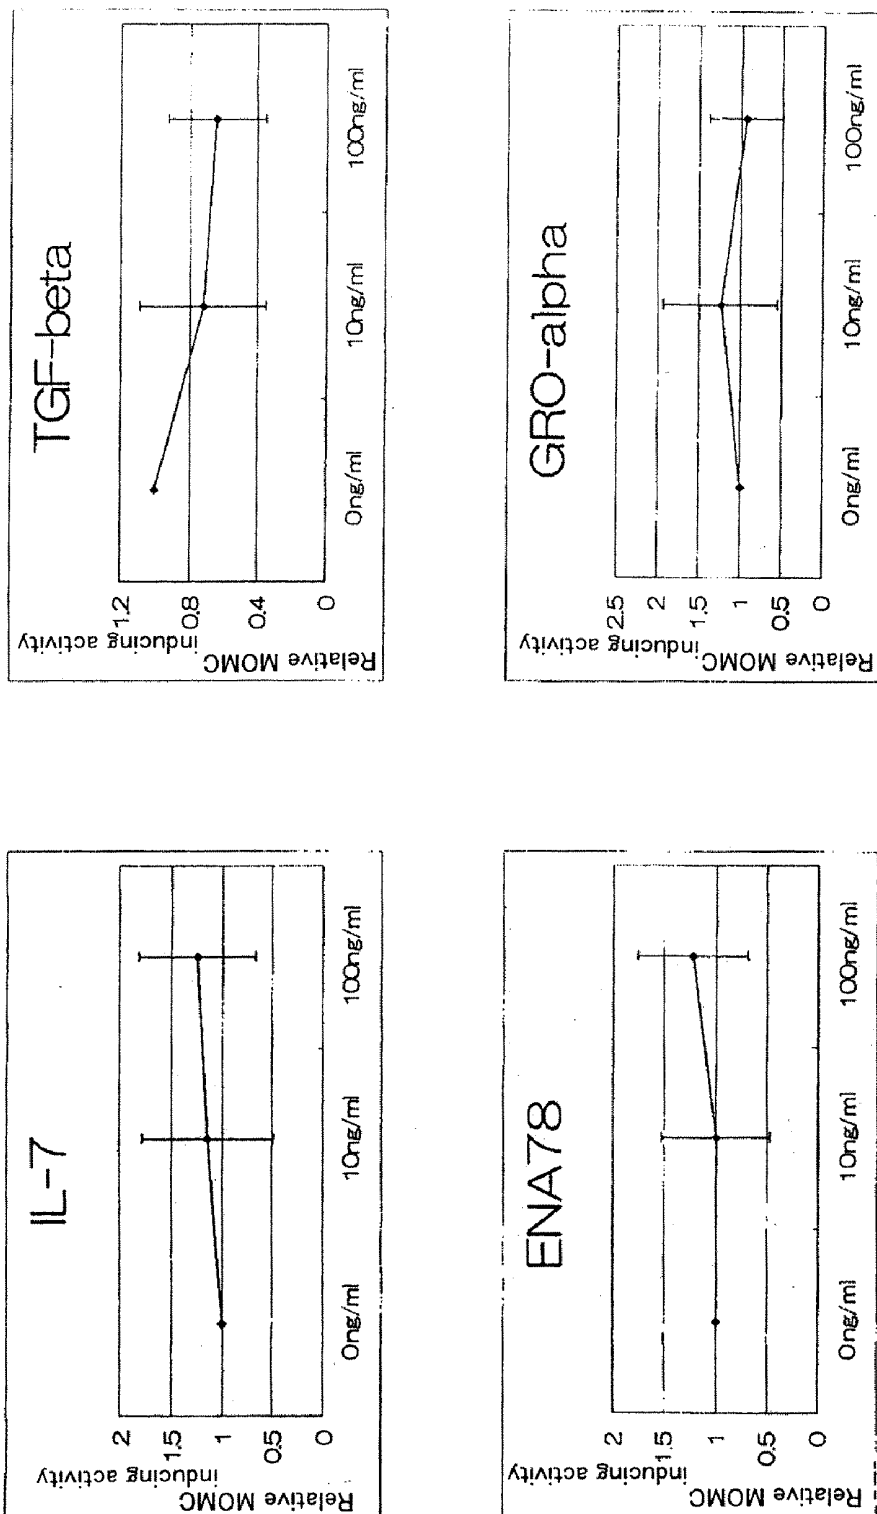 IL-7
Relative MOMC
inducing activity
2
1.5
1
0.5
0
0ng/ml
10ng/ml
100ng/ml
TGF-beta
Relative MOMC
inducing activity
1.2
0.8
0.4
0
0ng/ml
10ng/ml
100ng/ml
ENA78
Relative MOMC
inducing activity
2
1.5
1
0.5
0
0ng/ml
10ng/ml
100ng/ml
GRO-alpha
Relative MOMC
inducing activity
2.5
2
1.5
1
0.5
0
0ng/ml
10ng/ml
100ng/ml